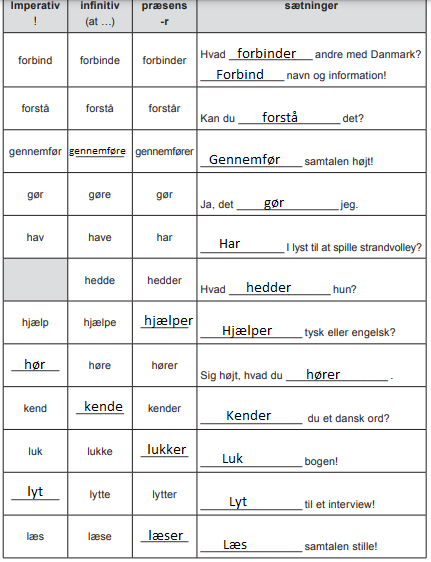 Imperativ infinitiv præsens sætninger
! (at ...) -r
forbind forbinde forbinder Hvad forbinder andre med Danmark?
Forbind navn og information!
forstå forstå forstår Kan du forstå det?
gennemfør gennemføre gennemfører Gennemfør samtalen højt!
gør gøre gør Ja, det gør jeg.
hav have har Har I lyst til at spille strandvolley?
hedde hedder Hvad hedder hun?
hjælp hjælpe hjælper Hjælper tysk eller engelsk?
hør høre hører Sig højt, hvad du hører .
kend kende kender Kender du et dansk ord?
luk lukke lukker Luk bogen!
lyt lytte lytter Lyt til et interview!
læs læse læser Læs samtalen stille!